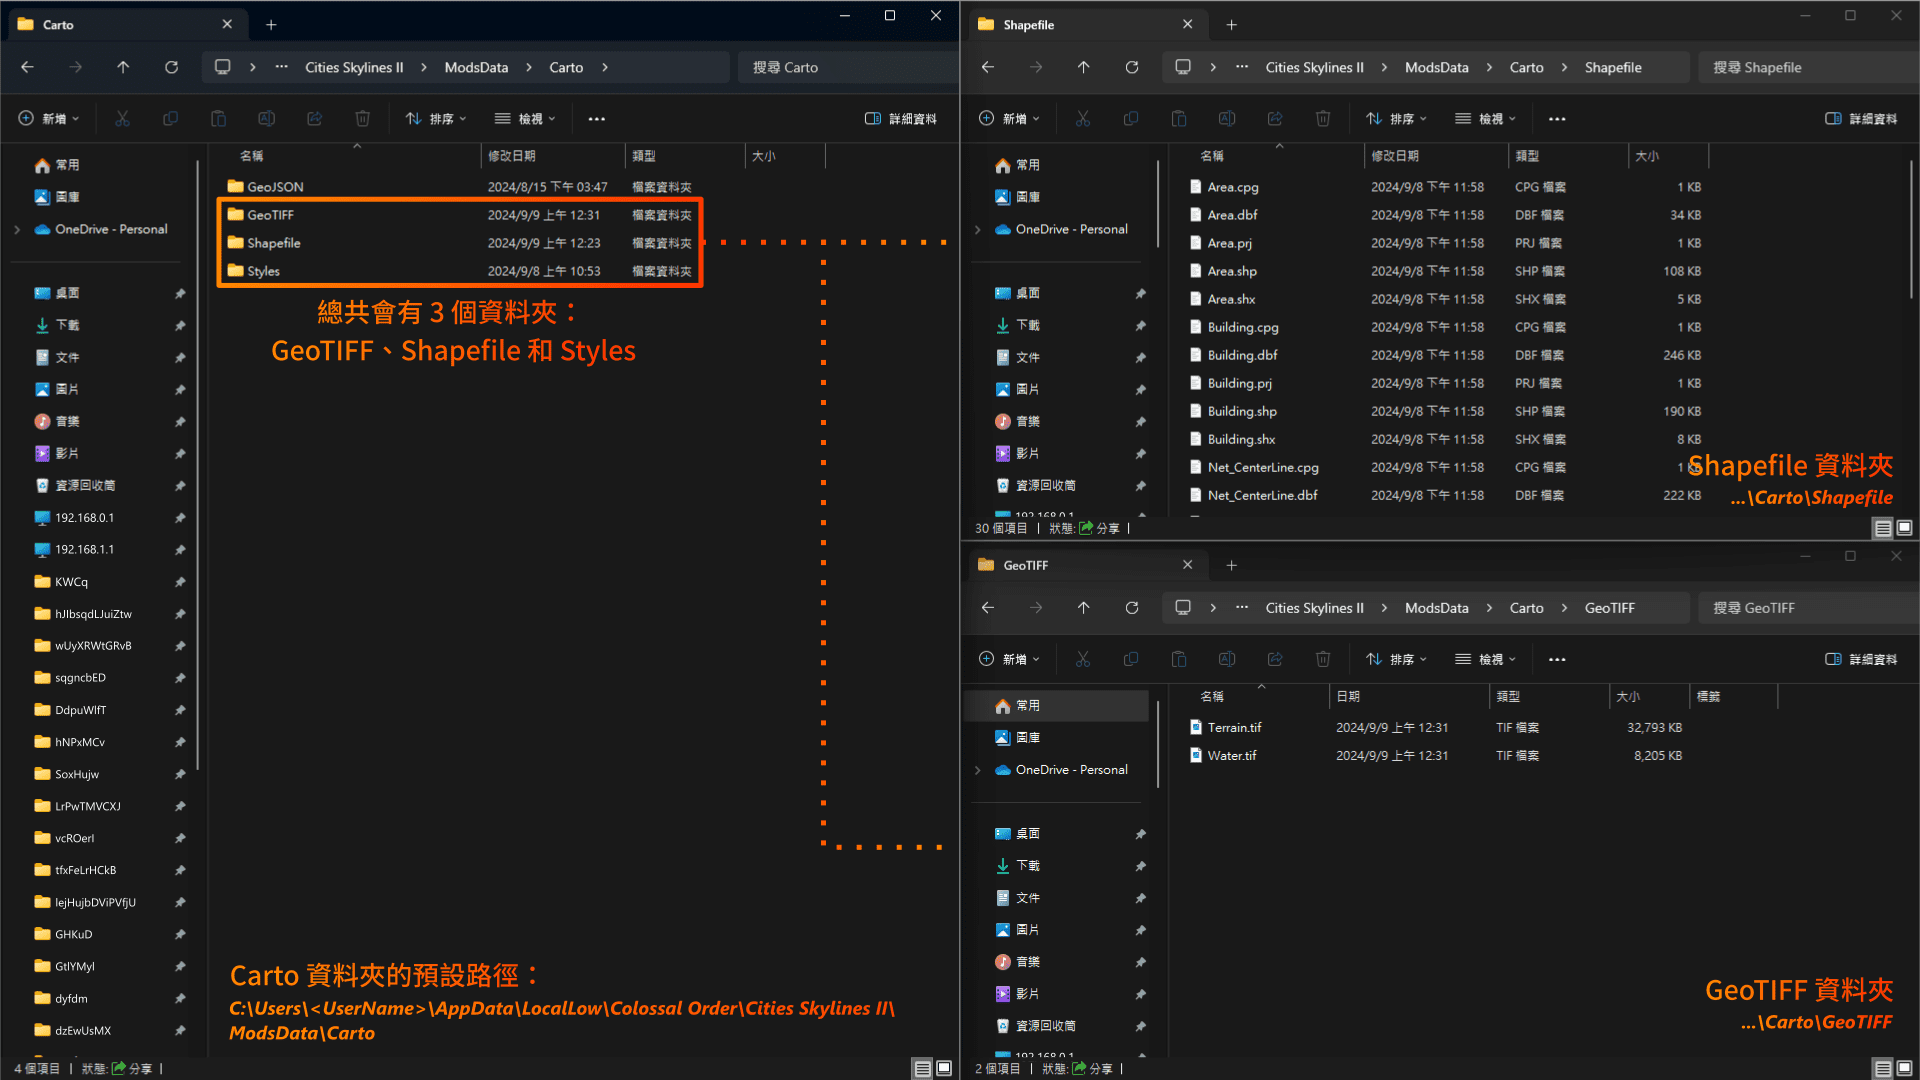 Carto
Cities Skylines II
ModsData
Carto
搜尋 Carto
新增
排序
檢視
詳細資料
常用
圖庫
OneDrive - Personal
桌面
下載
文件
圖片
音樂
影片
資源回收筒
192.168.0.1
192.168.1.1
KWCq
hJIbsqdLJuiZtw
wUyXRWtGRvB
sqgncbED
DdpuWlfT
hNPxMCv
SoxHujw
LrPwTMVCXJ
vcROerI
tfxFeLrHCkB
IejHujbDViPVfjU
GHKuD
GtlYMyl
dyfdm
dzEwUsMX
名稱 修改日期 類型 大小
GeoJSON 2024/8/15 下午 03:47 檔案資料夾
GeoTIFF 2024/9/9 上午 12:31 檔案資料夾
Shapefile 2024/9/9 上午 12:23 檔案資料夾
Styles 2024/9/8 上午 10:53 檔案資料夾
總共會有 3 個資料夾：
GeoTIFF、Shapefile 和 Styles
Carto 資料夾的預設路徑：
C:\Users\<UserName>\AppData\LocalLow\Colossal Order\Cities Skylines II\
ModsData\Carto
4 個項目 | 狀態: 分享 |
Shapefile
Cities Skylines II
ModsData
Carto
Shapefile
搜尋 Shapefile
新增
排序
檢視
詳細資料
常用
圖庫
OneDrive - Personal
桌面
下載
文件
圖片
音樂
影片
資源回收筒
192.168.0.1
名稱 修改日期 類型 大小
Area.cpg 2024/9/8 下午 11:58 CPG 檔案 1 KB
Area.dbf 2024/9/8 下午 11:58 DBF 檔案 34 KB
Area.prj 2024/9/8 下午 11:58 PRJ 檔案 1 KB
Area.shp 2024/9/8 下午 11:58 SHP 檔案 108 KB
Area.shx 2024/9/8 下午 11:58 SHX 檔案 5 KB
Building.cpg 2024/9/8 下午 11:58 CPG 檔案 1 KB
Building.dbf 2024/9/8 下午 11:58 DBF 檔案 246 KB
Building.prj 2024/9/8 下午 11:58 PRJ 檔案 1 KB
Building.shp 2024/9/8 下午 11:58 SHP 檔案 190 KB
Building.shx 2024/9/8 下午 11:58 SHX 檔案 8 KB
Net_CenterLine.cpg 2024/9/8 下午 11:58 CPG 檔案 1 KB
Net_CenterLine.dbf 2024/9/8 下午 11:58 DBF 檔案 222 KB
Shapefile 資料夾
...\Carto\Shapefile
30 個項目 | 狀態: 分享 |
GeoTIFF
Cities Skylines II
ModsData
Carto
GeoTIFF
搜尋 GeoTIFF
新增
排序
檢視
詳細資料
常用
圖庫
OneDrive - Personal
桌面
下載
文件
圖片
音樂
影片
資源回收筒
192.168.0.1
名稱 日期 類型 大小 標籤
Terrain.tif 2024/9/9 上午 12:31 TIF 檔案 32,793 KB
Water.tif 2024/9/9 上午 12:31 TIF 檔案 8,205 KB
GeoTIFF 資料夾
...\Carto\GeoTIFF
2 個項目 | 狀態: 分享 |